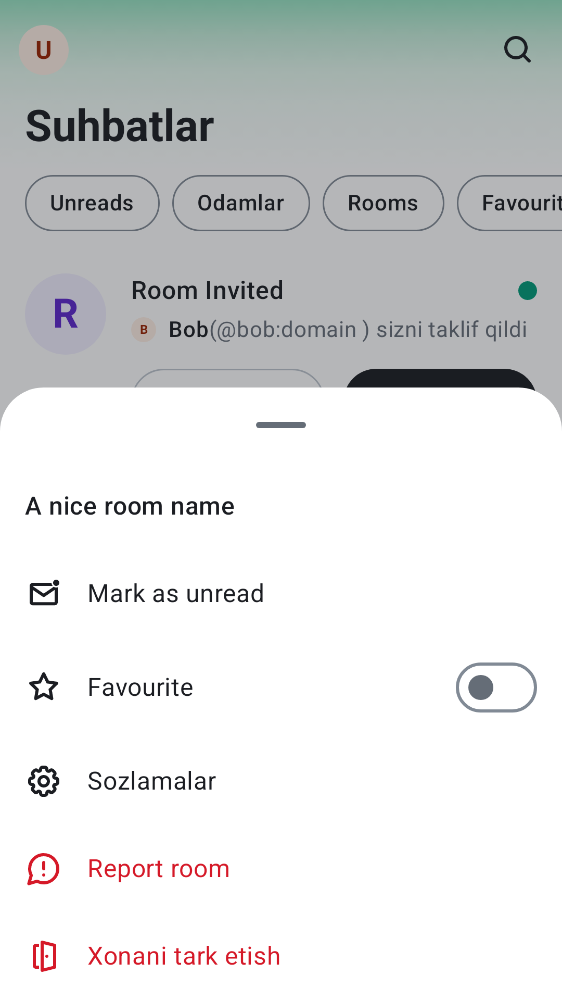 U
Suhbatlar
Unreads Odamlar Rooms Favourit
R
Room Invited
B Bob(@bob:domain ) sizni taklif qildi
A nice room name
Mark as unread
Favourite
Sozlamalar
Report room
Xonani tark etish